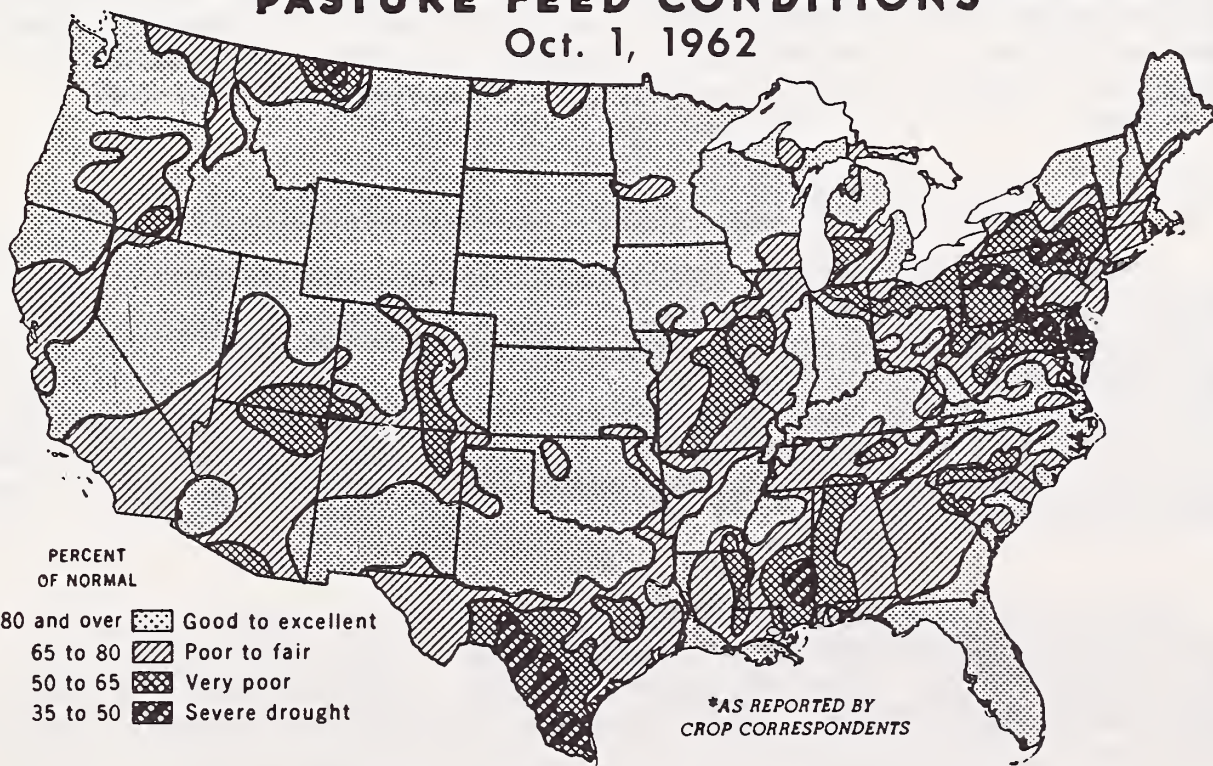 PASTURE FEED CONDITIONS
Oct. 1, 1962
PERCENT
OF NORMAL
80 and over Good to excellent
65 to 80 Poor to fair
50 to 65 Very poor
35 to 50 Severe drought
*AS REPORTED BY
CROP CORRESPONDENTS